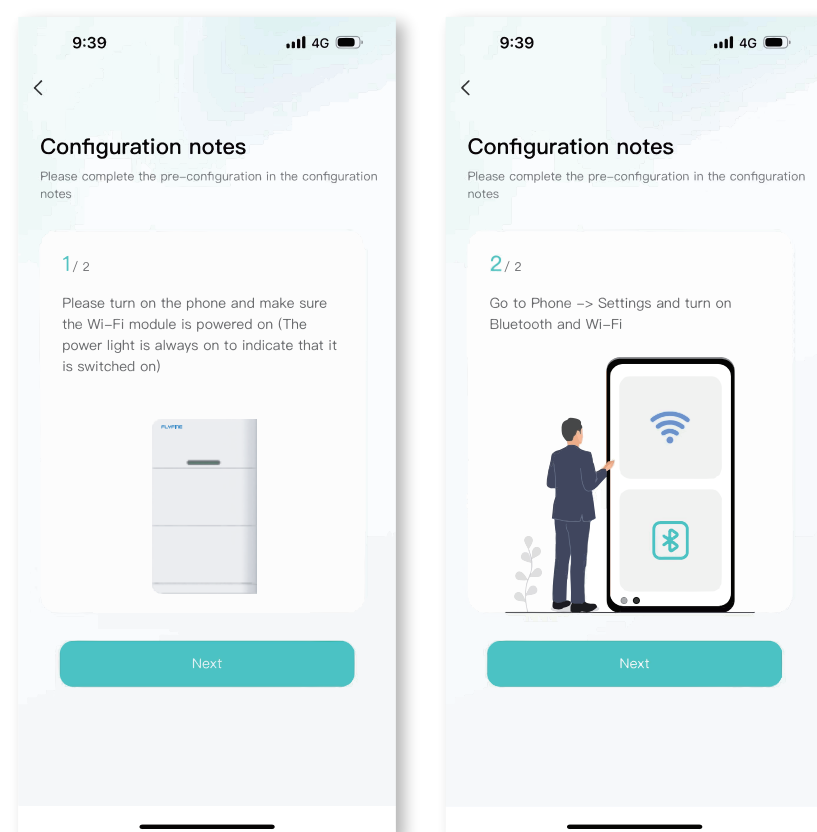 9:39
4G
Configuration notes
Please complete the pre-configuration in the configuration
notes
1/ 2
Please turn on the phone and make sure
the Wi-Fi module is powered on (The
power light is always on to indicate that it
is switched on)
Next
9:39
4G
Configuration notes
Please complete the pre-configuration in the configuration
notes
2/ 2
Go to Phone -> Settings and turn on
Bluetooth and Wi-Fi
Next